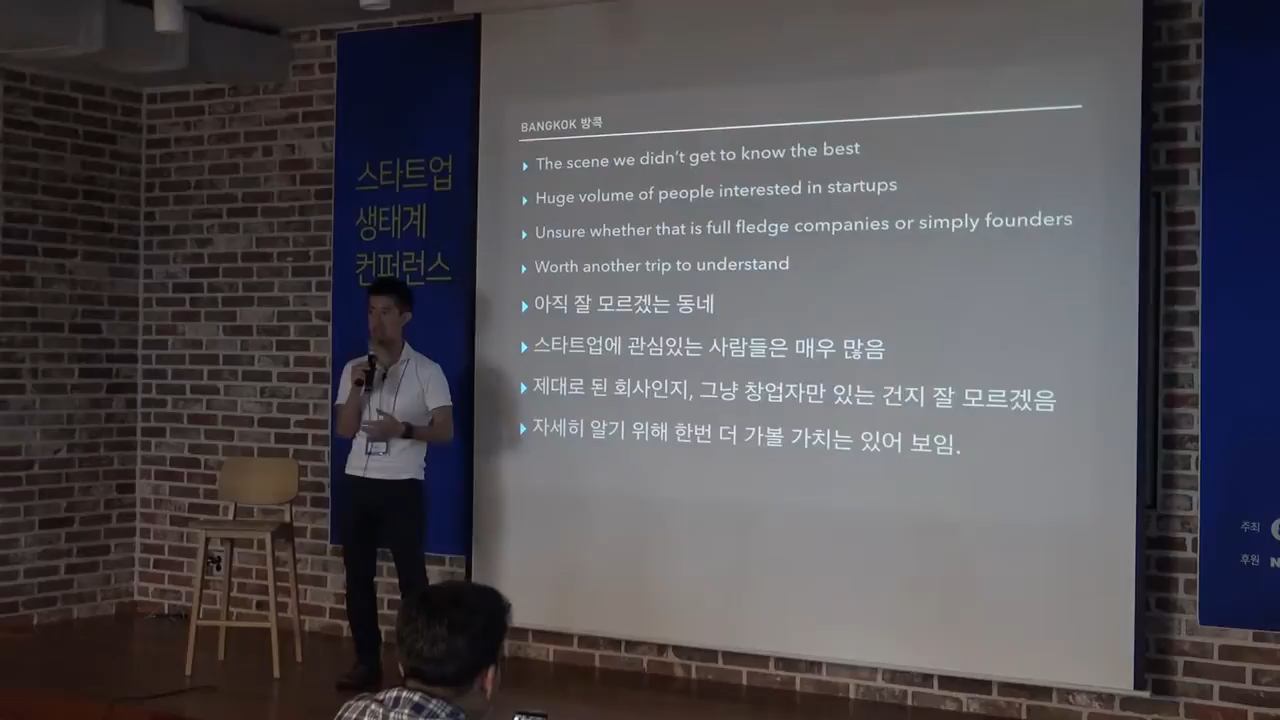 스타트업
생태계
컨퍼런스
BANGKOK 방콕
The scene we didn't get to know the best
Huge volume of people interested in startups
Unsure whether that is full fledge companies or simply founders
Worth another trip to understand
아직 잘 모르겠는 동네
스타트업에 관심있는 사람들은 매우 많음
제대로 된 회사인지, 그냥 창업자만 있는 건지 잘 모르겠음
자세히 알기 위해 한번 더 가볼 가치는 있어 보임.
주최
후원 N